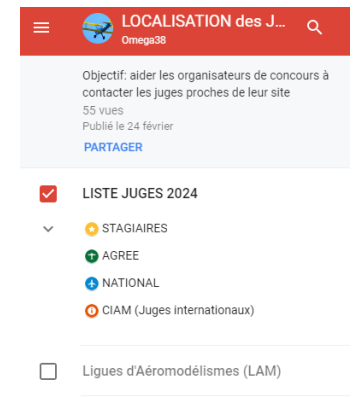 LOCALISATION des J...
Omega38
Objectif: aider les organisateurs de concours à
contacter les juges proches de leur site
55 vues
Publié le 24 février
PARTAGER
LISTE JUGES 2024
STAGIAIRES
AGREE
NATIONAL
CIAM (Juges internationaux)
Ligues d'Aéromodélismes (LAM)